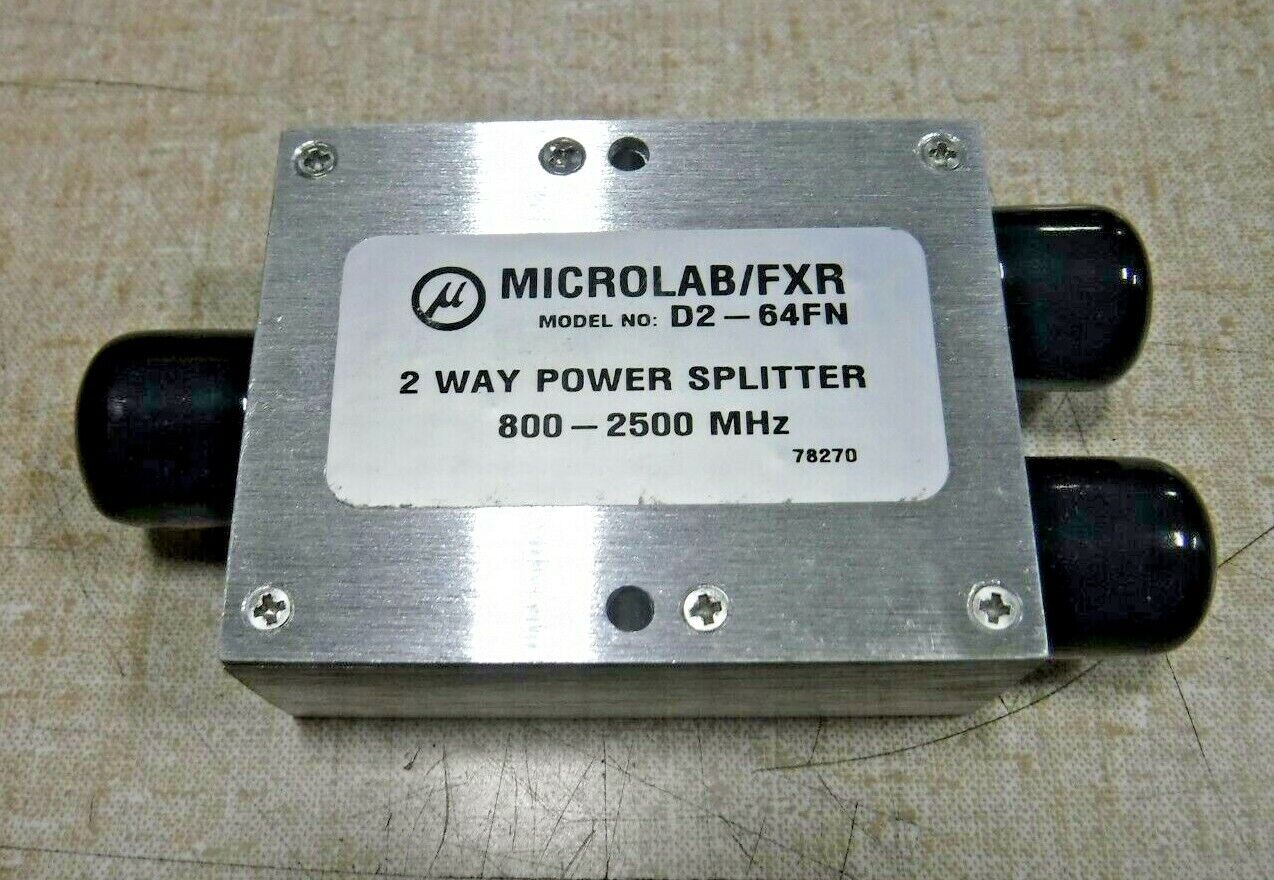 µ MICROLAB/FXR
MODEL NO: D2-64FN
2 WAY POWER SPLITTER
800-2500 MHz
78270